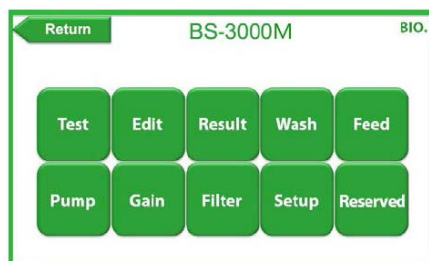 Return BS-3000M BIO.
Test Edit Result Wash Feed
Pump Gain Filter Setup Reserved